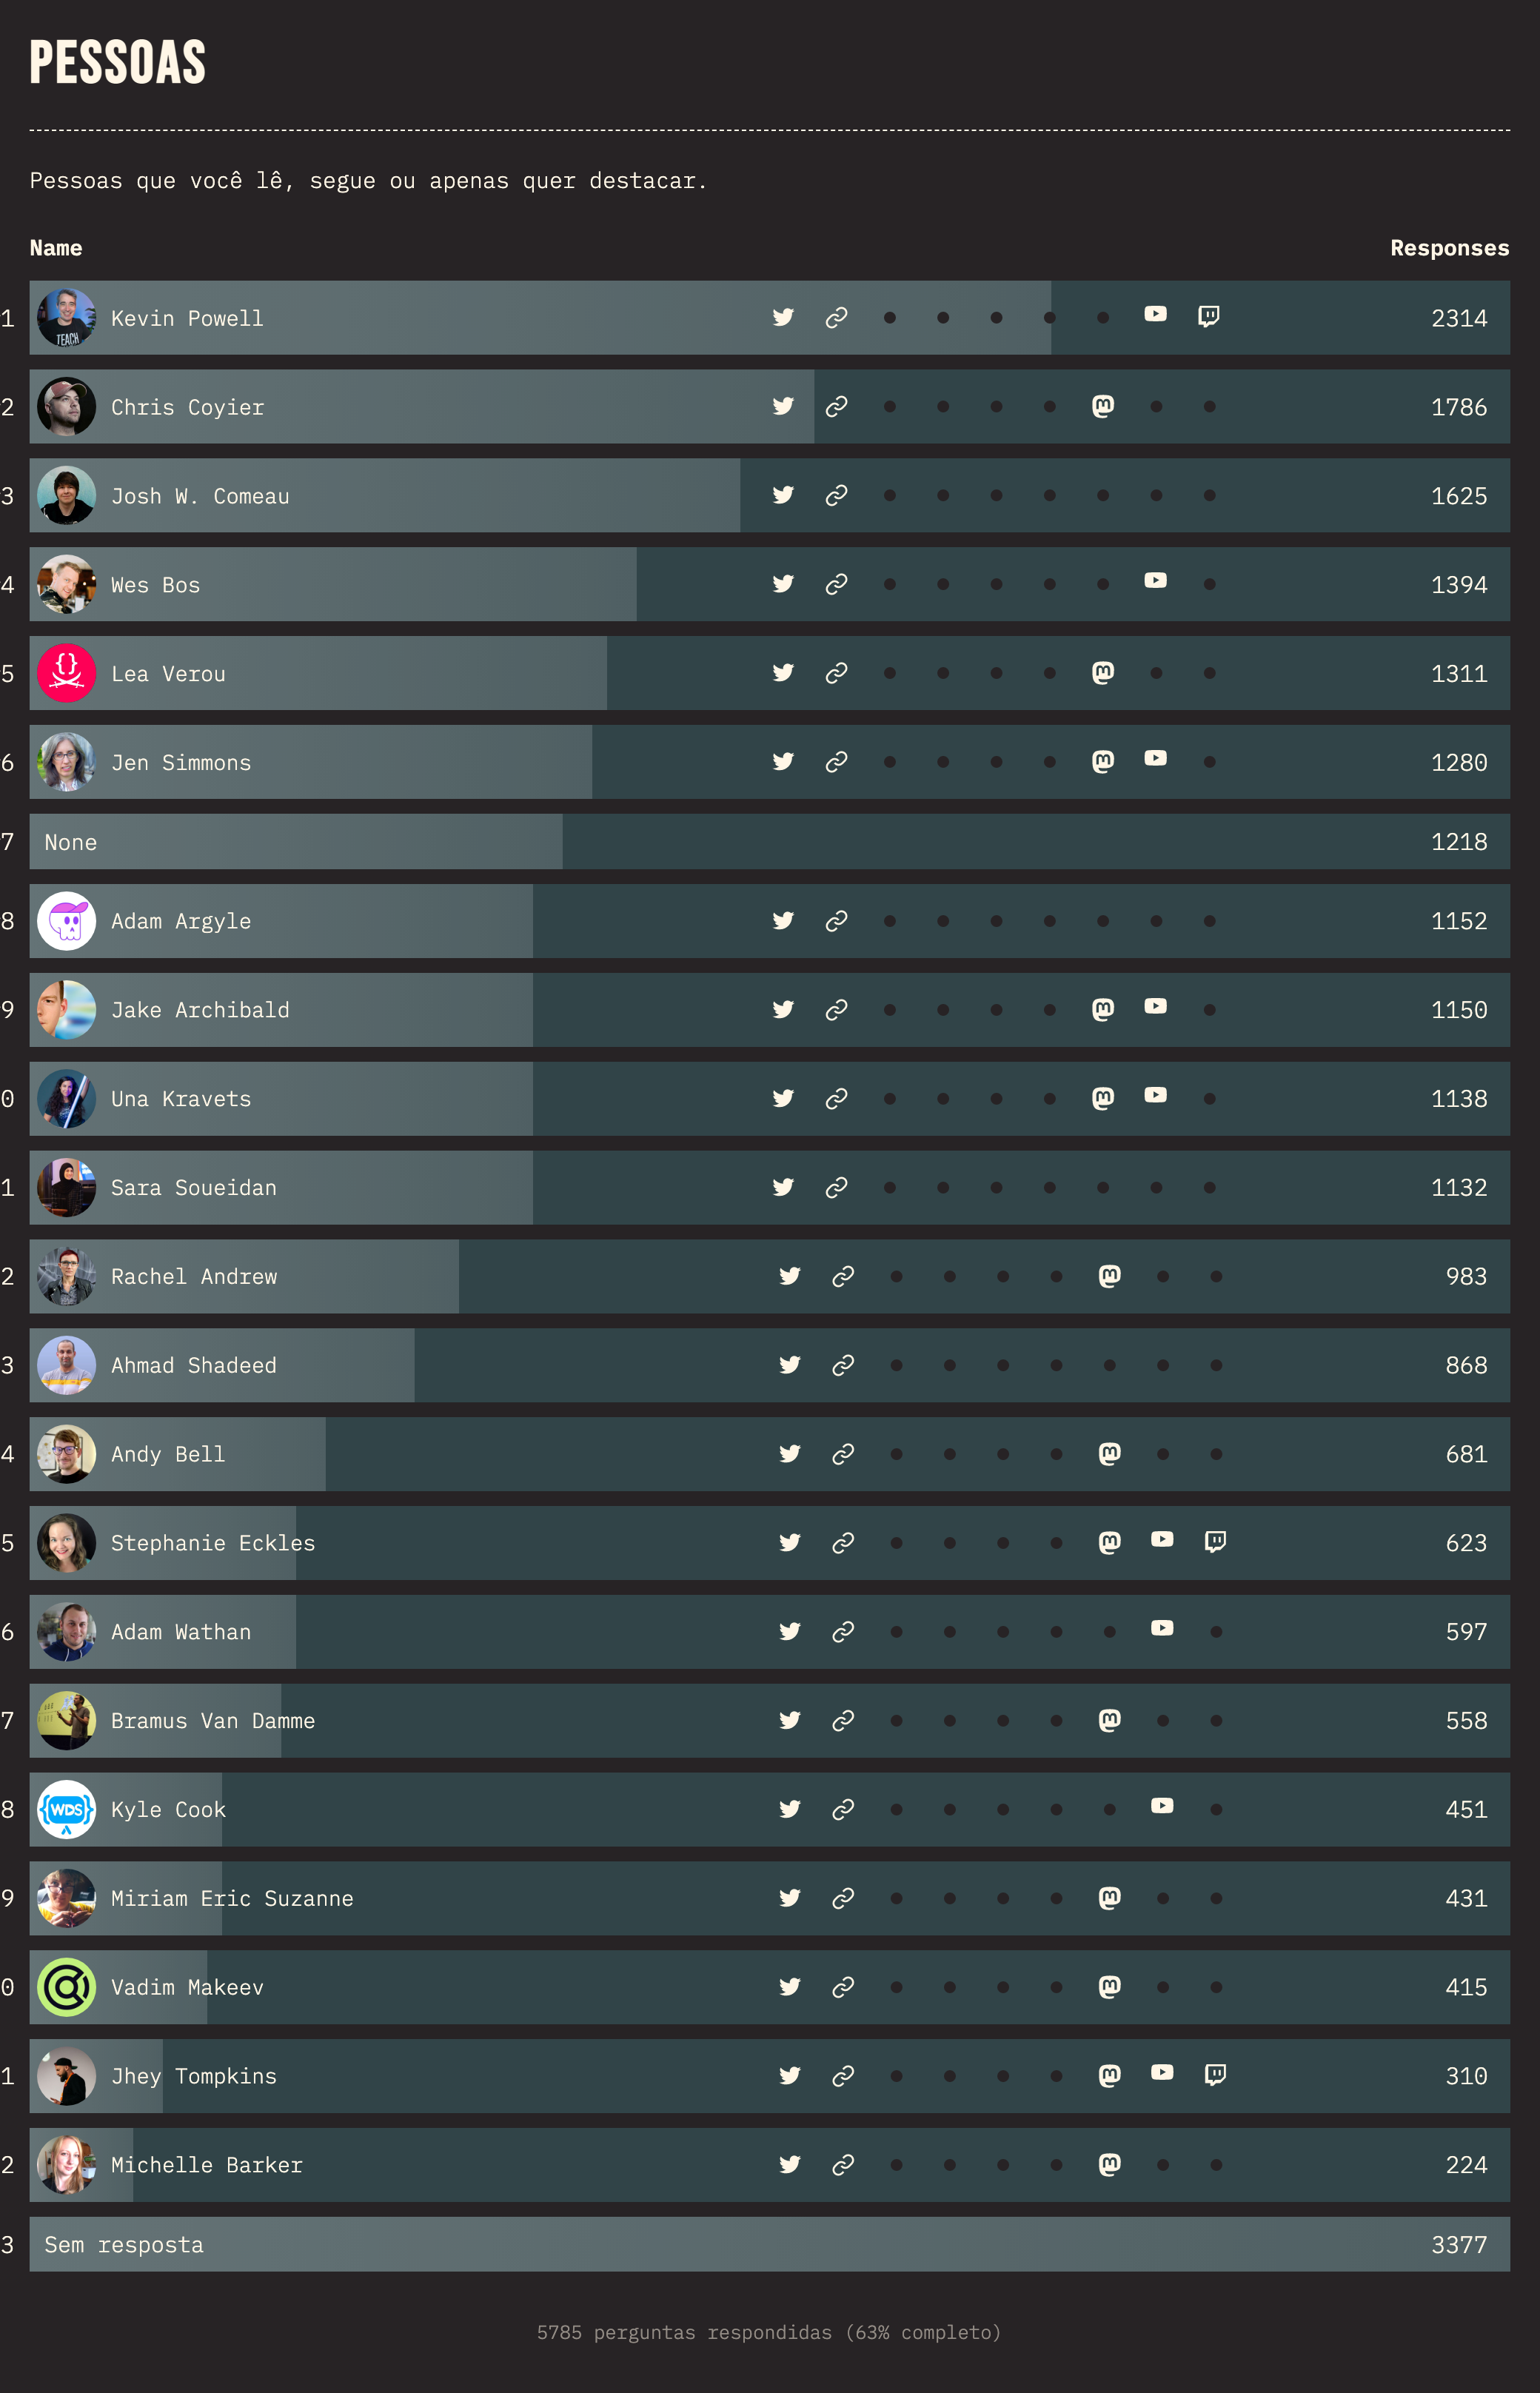 PESSOAS
Pessoas que você lê, segue ou apenas quer destacar.
Name Responses
1 Kevin Powell 2314
TEACH
2 Chris Coyier 1786
3 Josh W. Comeau 1625
4 Wes Bos 1394
5 Lea Verou 1311
6 Jen Simmons 1280
7 None 1218
8 Adam Argyle 1152
9 Jake Archibald 1150
0 Una Kravets 1138
1 Sara Soueidan 1132
2 Rachel Andrew 983
3 Ahmad Shadeed 868
4 Andy Bell 681
5 Stephanie Eckles 623
6 Adam Wathan 597
7 Bramus Van Damme 558
8 WDS Kyle Cook 451
9 Miriam Eric Suzanne 431
0 Vadim Makeev 415
1 Jhey Tompkins 310
2 Michelle Barker 224
3 Sem resposta 3377
5785 perguntas respondidas (63% completo)